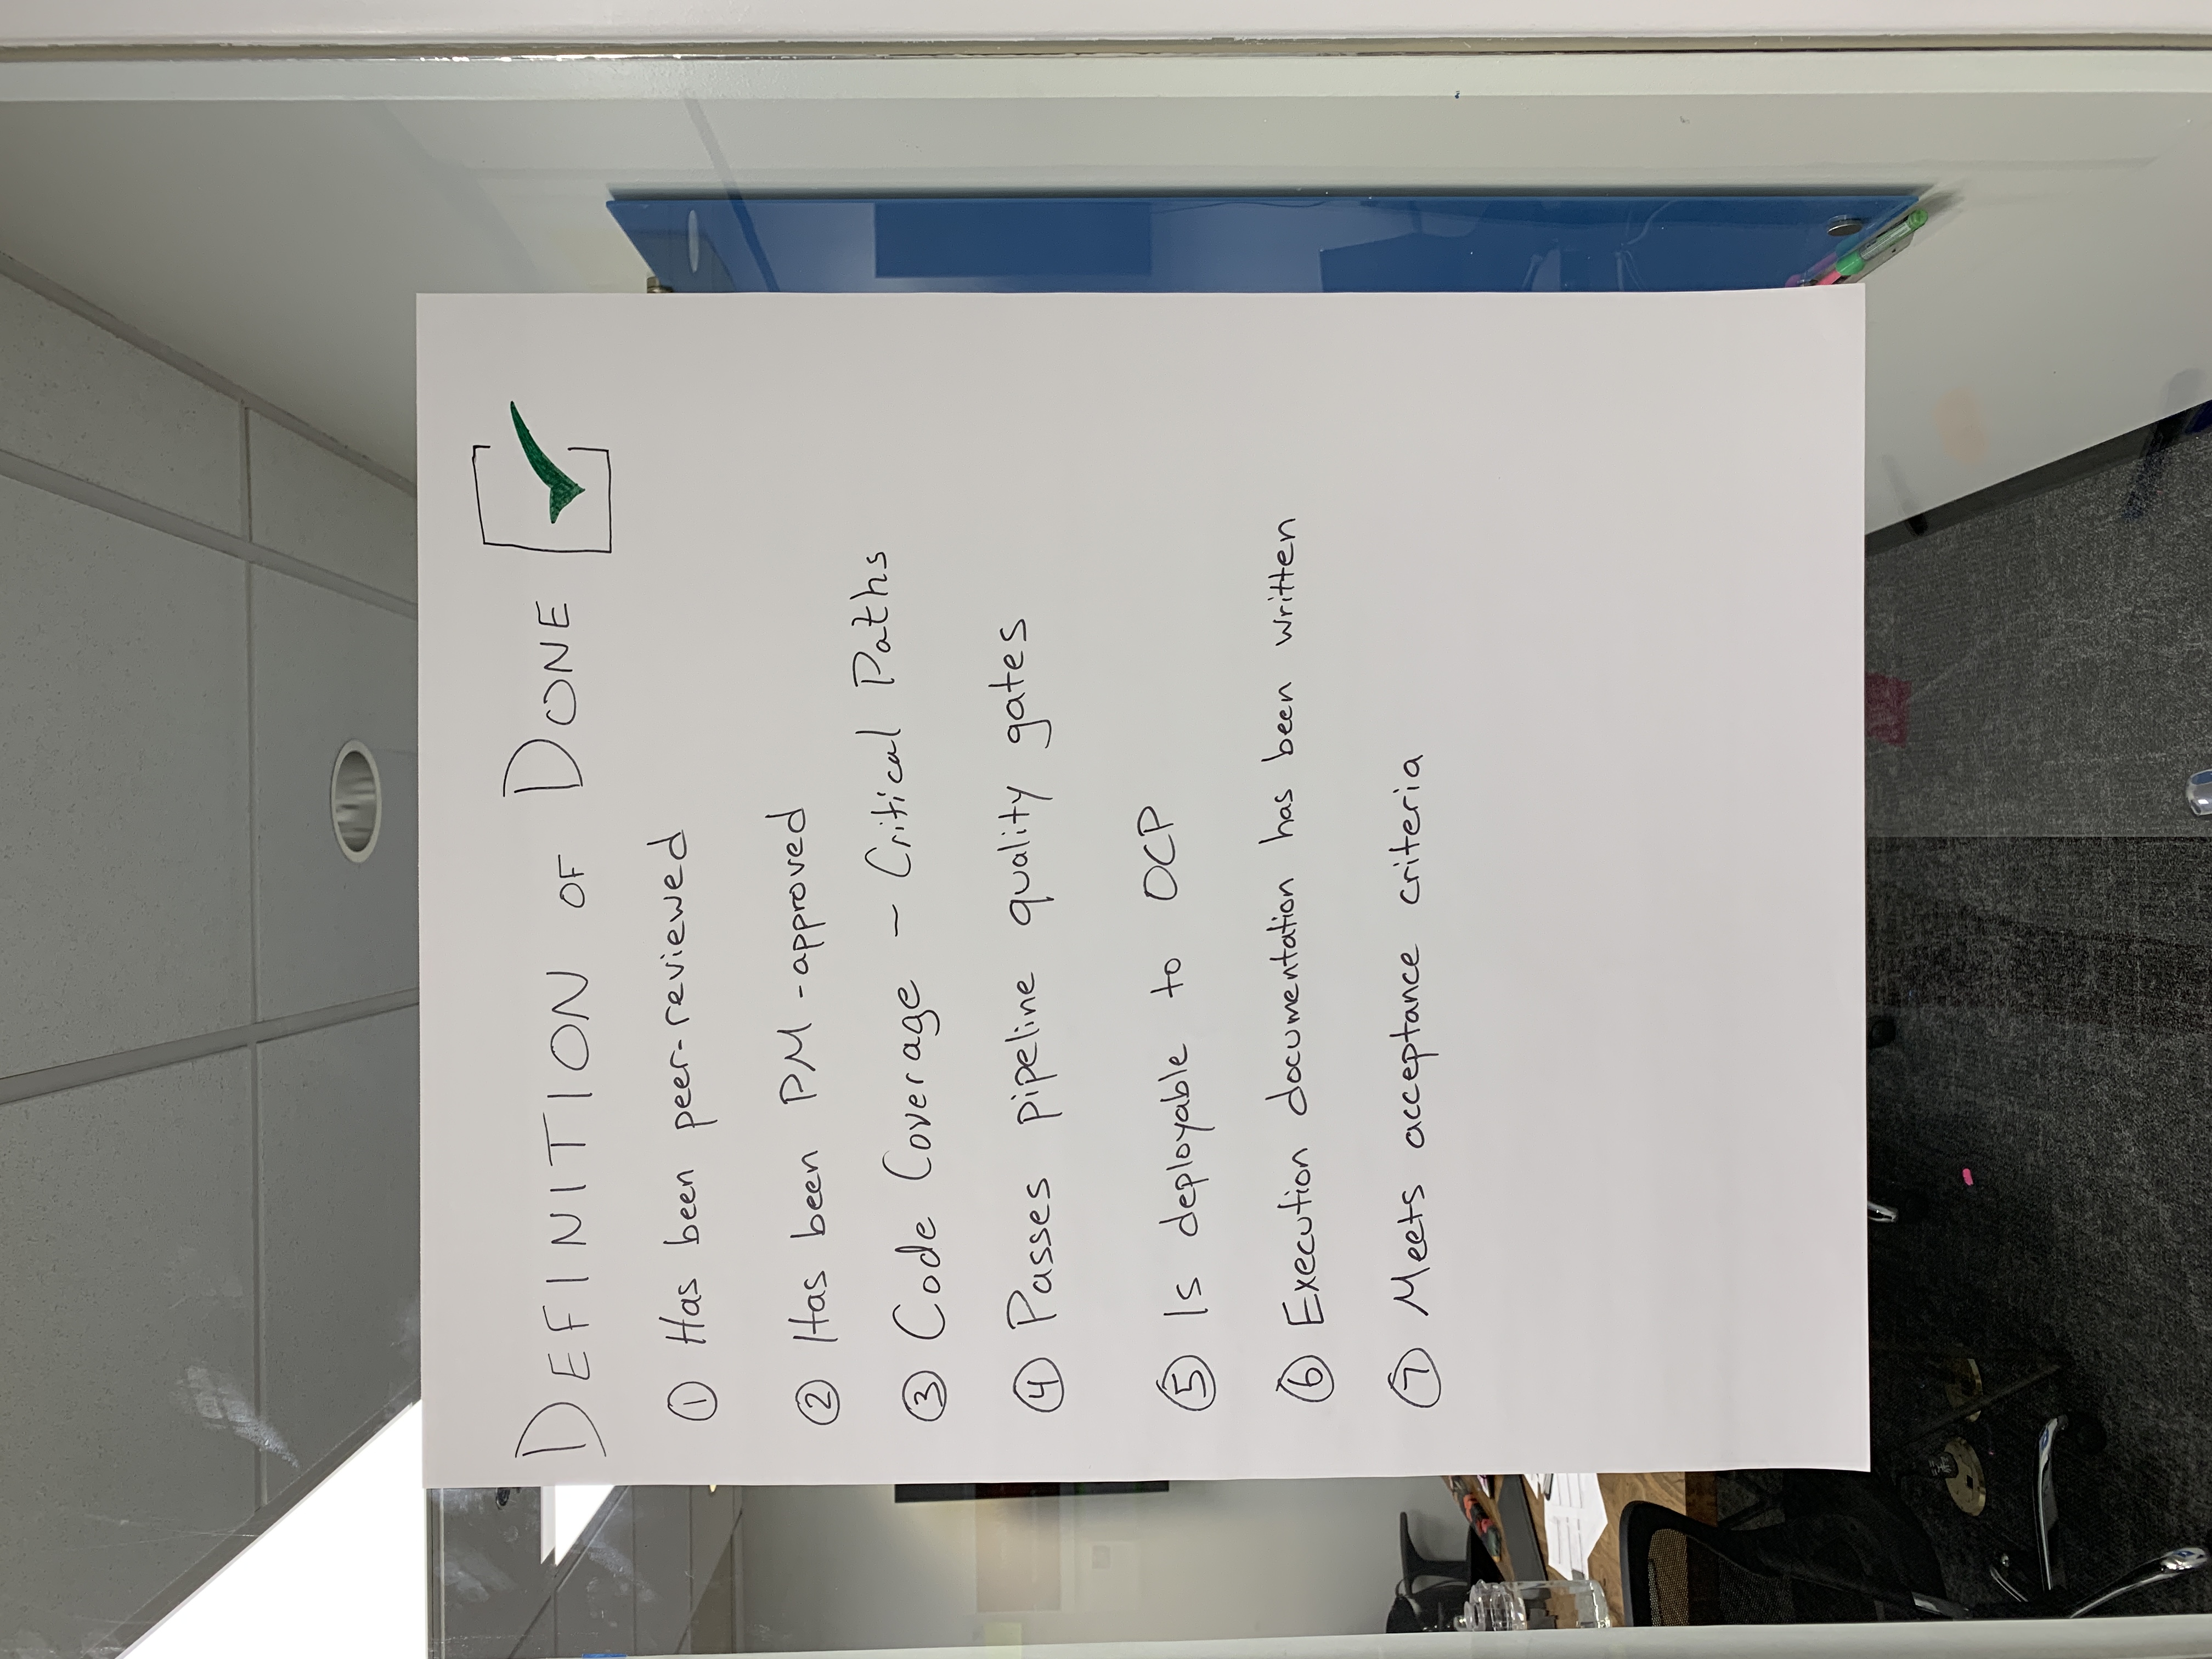 DEFINITION OF DONE
① Has been peer-reviewed
② Has been PM-approved
③ Code Coverage - Critical Paths
④ Passes pipeline quality gates
⑤ Is deployable to OCP
⑥ Execution documentation has been written
⑦ Meets acceptance criteria